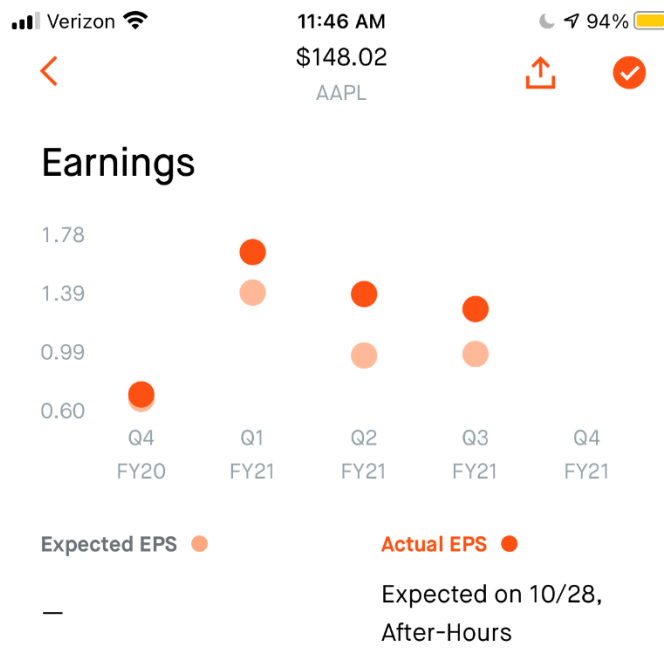 Verizon 11:46 AM 94%
$148.02
AAPL
Earnings
1.78
1.39
0.99
0.60
Q4 Q1 Q2 Q3 Q4
FY20 FY21 FY21 FY21 FY21
Expected EPS Actual EPS
— Expected on 10/28,
After-Hours